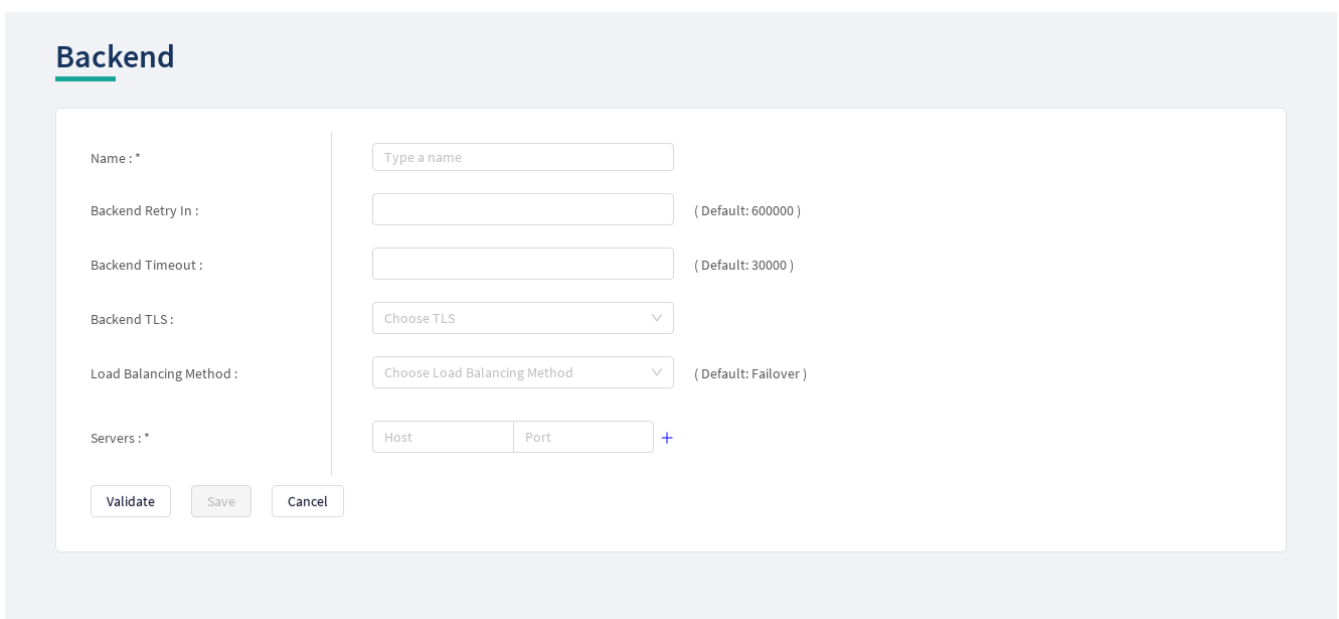 Backend
Name : *
Type a name
Backend Retry In :
( Default: 600000 )
Backend Timeout :
( Default: 30000 )
Backend TLS :
Choose TLS
Load Balancing Method :
Choose Load Balancing Method
( Default: Failover )
Servers : *
Host
Port
+
Validate
Save
Cancel